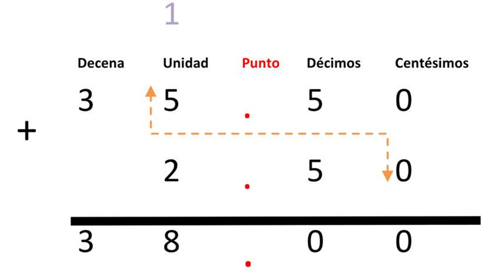 1
Decena Unidad Punto Décimos Centésimos
3 5 . 5 0
+
2 . 5 0
3 8 . 0 0